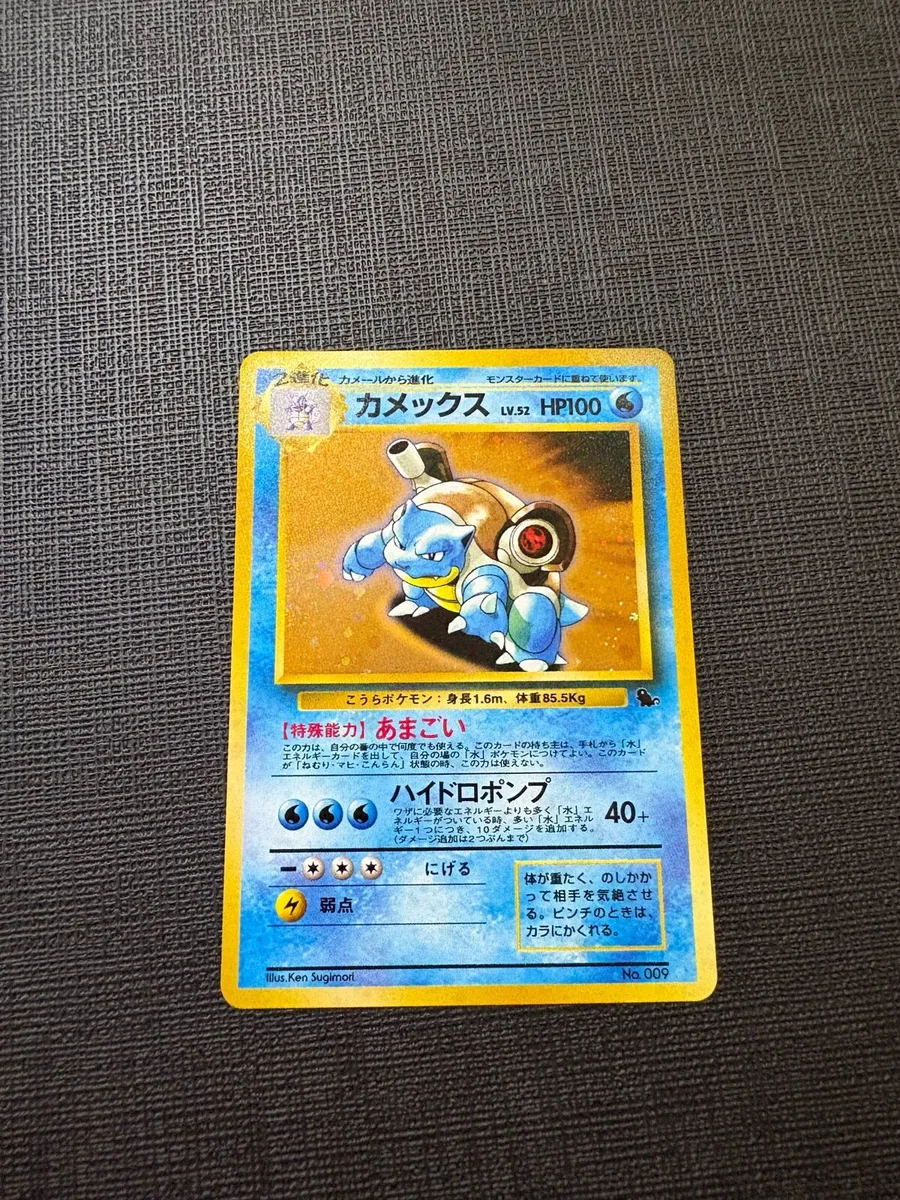 2進化 カメールから進化 モンスターカードに重ねて使います。
カメックス LV.52 HP100
こうらポケモン：身長1.6m、体重85.5Kg
【特殊能力】あまごい
この力は、自分の番の中で何度でも使える。このカードの持ち主は、手札から「水」
エネルギーカードを出して、自分の場の「水」ポケモンにつけてよい。このカード
が「ねむり・マヒ・こんらん」状態の時、この力は使えない。
ハイドロポンプ
ワザに必要なエネルギーよりも多く「水」エ
ネルギーがついている時、多い「水」エネル
ギー1つにつき、10ダメージを追加する。
（ダメージ追加は2つぶんまで）
40+
ー にげる
弱点
体が重たく、のしかか
って相手を気絶させ
る。ピンチのときは、
カラにかくれる。
Illus.Ken Sugimori No. 009